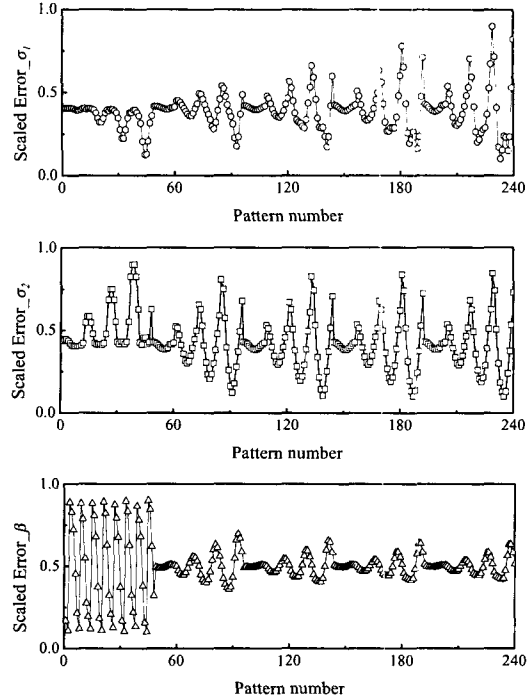 1.0
Scaled Error_σ₁
0.5
0.0
0 60 120 180 240
Pattern number
1.0
Scaled Error_σ₂
0.5
0.0
0 60 120 180 240
Pattern number
1.0
Scaled Error_β
0.5
0.0
0 60 120 180 240
Pattern number